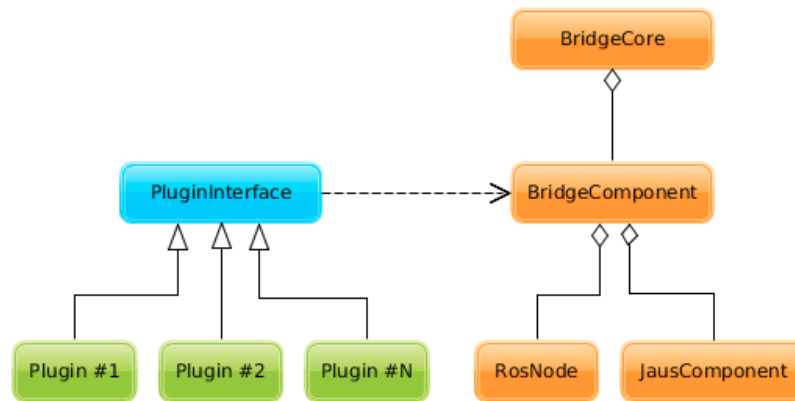 BridgeCore
PluginInterface
BridgeComponent
Plugin #1
Plugin #2
Plugin #N
RosNode
JausComponent